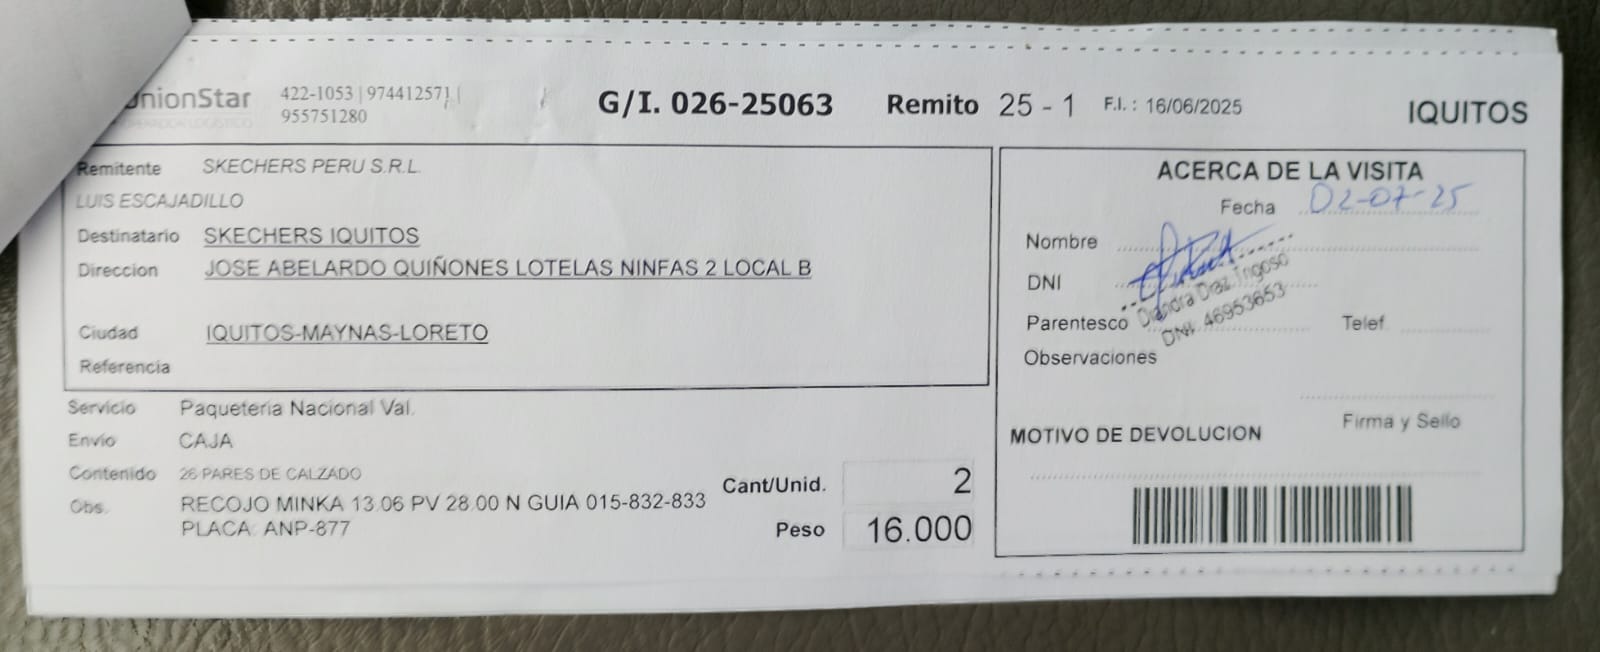 UnionStar
422-1053 | 974412571 |
955751280
G/I. 026-25063
Remito 25 - 1
F.I. : 16/06/2025
IQUITOS
Remitente SKECHERS PERU S.R.L.
LUIS ESCAJADILLO
Destinatario SKECHERS IQUITOS
Direccion JOSE ABELARDO QUIÑONES LOTELAS NINFAS 2 LOCAL B
Ciudad IQUITOS-MAYNAS-LORETO
Referencia
Servicio Paqueteria Nacional Val.
Envio CAJA
Contenido 26 PARES DE CALZADO
Obs. RECOJO MINKA 13.06 PV 28.00 N GUIA 015-832-833
PLACA: ANP-877
Cant/Unid. 2
Peso 16.000
ACERCA DE LA VISITA
Fecha 02-07-25
Nombre
DNI
Parentesco
Diaz Irigoso
DNI: 46953653
Telef.
Observaciones
Firma y Sello
MOTIVO DE DEVOLUCION